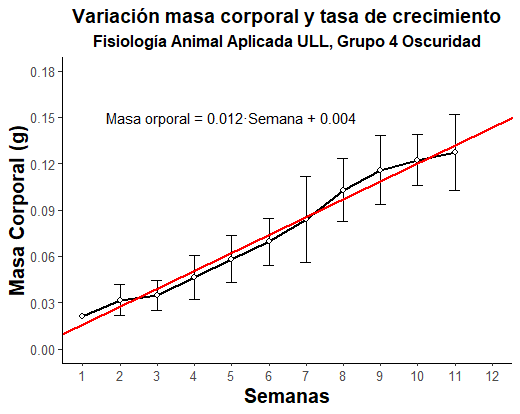 Variación masa corporal y tasa de crecimiento
Fisiología Animal Aplicada ULL, Grupo 4 Oscuridad
Masa Corporal (g)
0.18
0.15
0.12
0.09
0.06
0.03
0.00
Masa orporal = 0.012·Semana + 0.004
1 2 3 4 5 6 7 8 9 10 11 12
Semanas